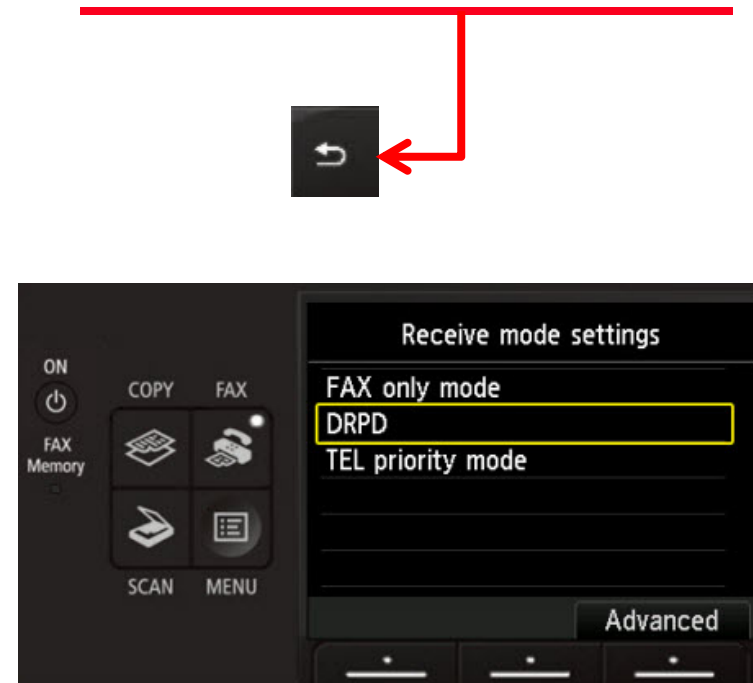 Receive mode settings
ON
COPY FAX
FAX only mode
DRPD
FAX
Memory
TEL priority mode
SCAN MENU
Advanced